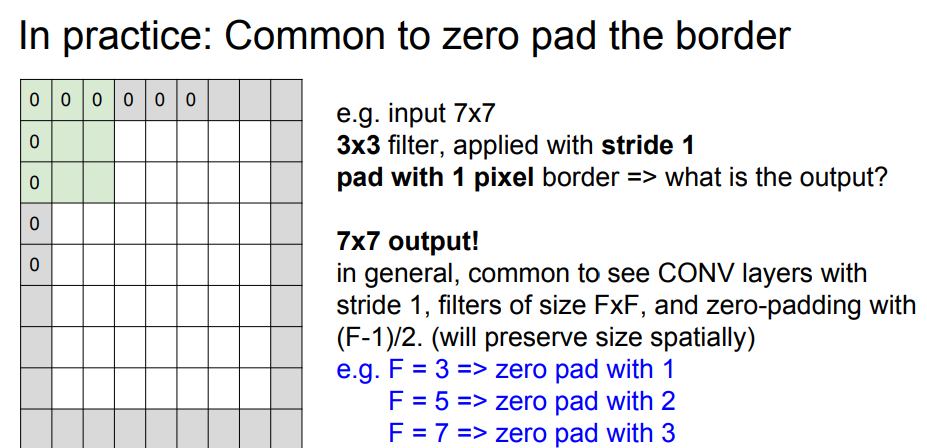 In practice: Common to zero pad the border
0 0 0 0 0 0
0
0
0
0
e.g. input 7x7
3x3 filter, applied with stride 1
pad with 1 pixel border => what is the output?
7x7 output!
in general, common to see CONV layers with
stride 1, filters of size FxF, and zero-padding with
(F-1)/2. (will preserve size spatially)
e.g. F = 3 => zero pad with 1
F = 5 => zero pad with 2
F = 7 => zero pad with 3